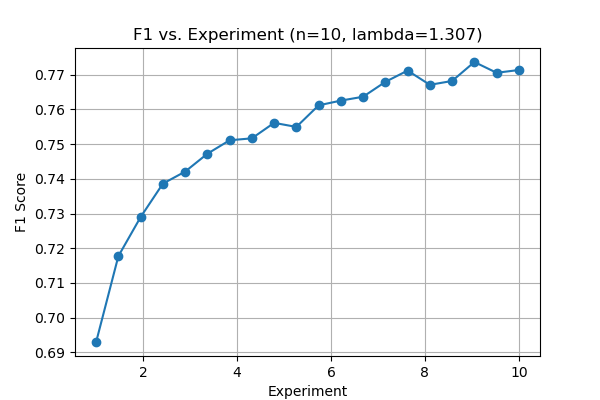 F1 vs. Experiment (n=10, lambda=1.307)
F1 Score
0.77
0.76
0.75
0.74
0.73
0.72
0.71
0.70
0.69
2 4 6 8 10
Experiment